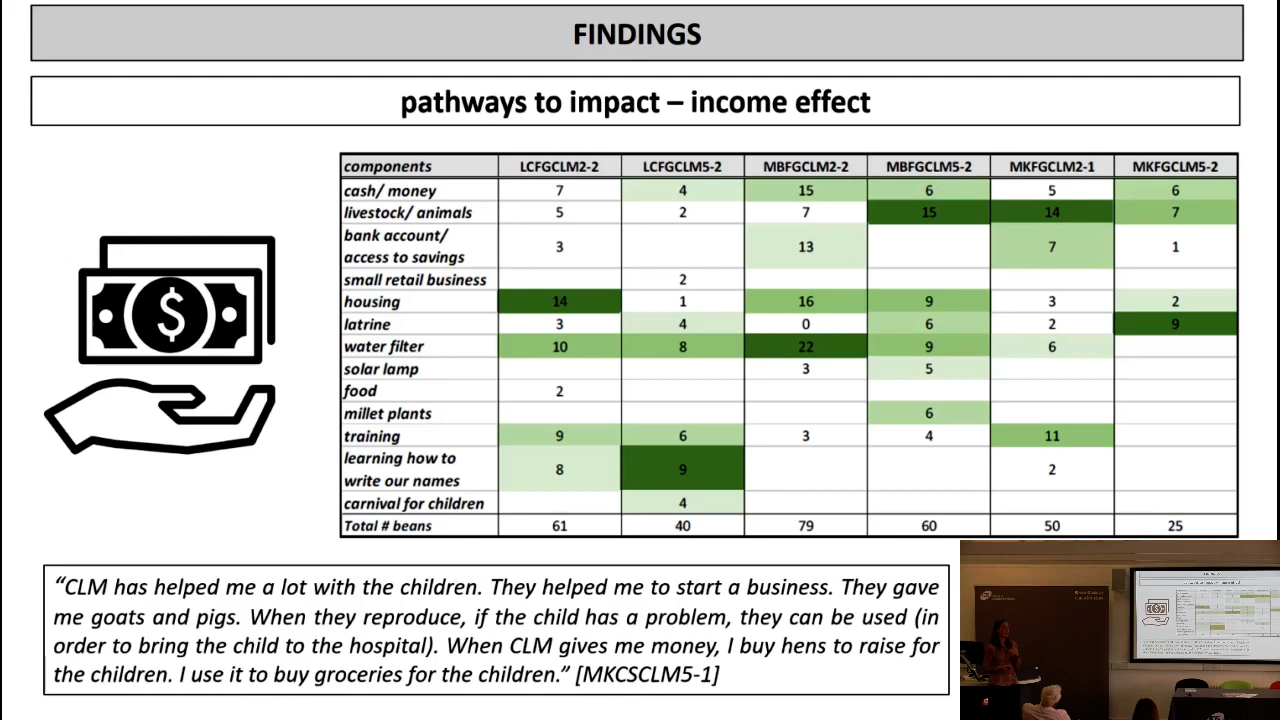 FINDINGS
pathways to impact – income effect
components LCFGCLM2-2 LCFGCLM5-2 MBFGCLM2-2 MBFGCLM5-2 MKFGCLM2-1 MKFGCLM5-2
cash/ money 7 4 15 6 5 6
livestock/ animals 5 2 7 15 14 7
bank account/
access to savings 3 13 7 1
small retail business 2
housing 14 1 16 9 3 2
latrine 3 4 0 6 2 9
water filter 10 8 22 9 6
solar lamp 3 5
food 2
millet plants 6
training 9 6 3 4 11
learning how to
write our names 8 9 2
carnival for children 4
Total # beans 61 40 79 60 50 25
$
“CLM has helped me a lot with the children. They helped me to start a business. They gave
me goats and pigs. When they reproduce, if the child has a problem, they can be used (in
order to bring the child to the hospital). When CLM gives me money, I buy hens to raise for
the children. I use it to buy groceries for the children.” [MKCSCLM5-1]
FINDINGS